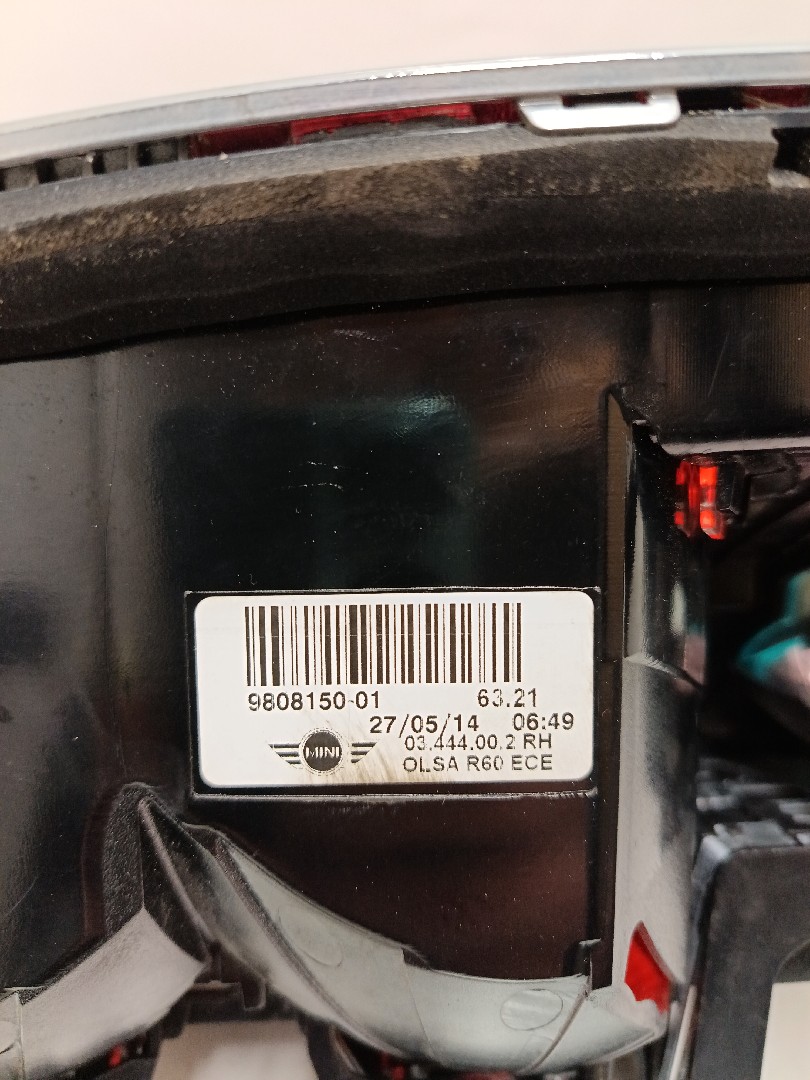 9808150-01 63.21
27/05/14 06:49
03.444.00.2 RH
MINI
OLSA R60 ECE